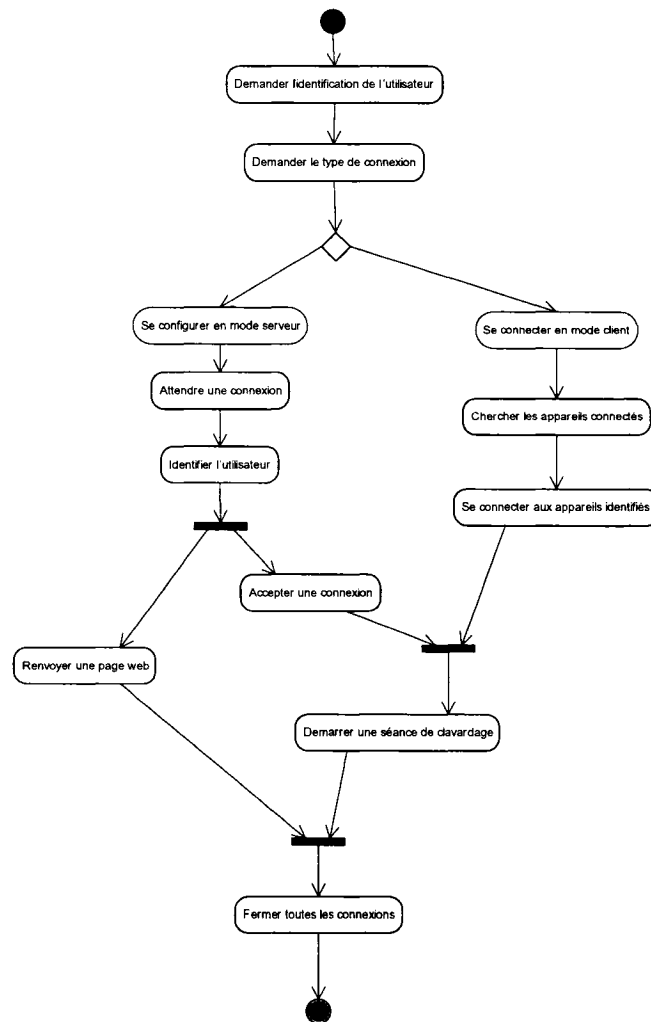 Demander l'identification de l'utilisateur
Demander le type de connexion
Se configurer en mode serveur
Se connecter en mode client
Attendre une connexion
Chercher les appareils connectés
Identifier l'utilisateur
Se connecter aux appareils identifiés
Accepter une connexion
Renvoyer une page web
Demarrer une séance de clavardage
Fermer toutes les connexions